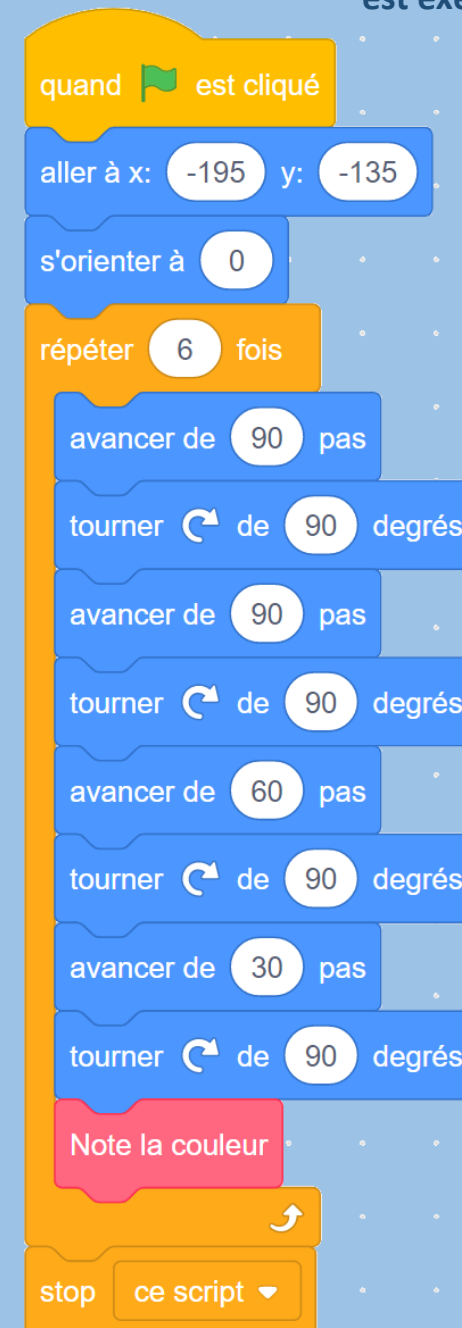 quand est cliqué
aller à x: -195 y: -135
s'orienter à 0
répéter 6 fois
avancer de 90 pas
tourner de 90 degrés
avancer de 90 pas
tourner de 90 degrés
avancer de 60 pas
tourner de 90 degrés
avancer de 30 pas
tourner de 90 degrés
Note la couleur
stop ce script